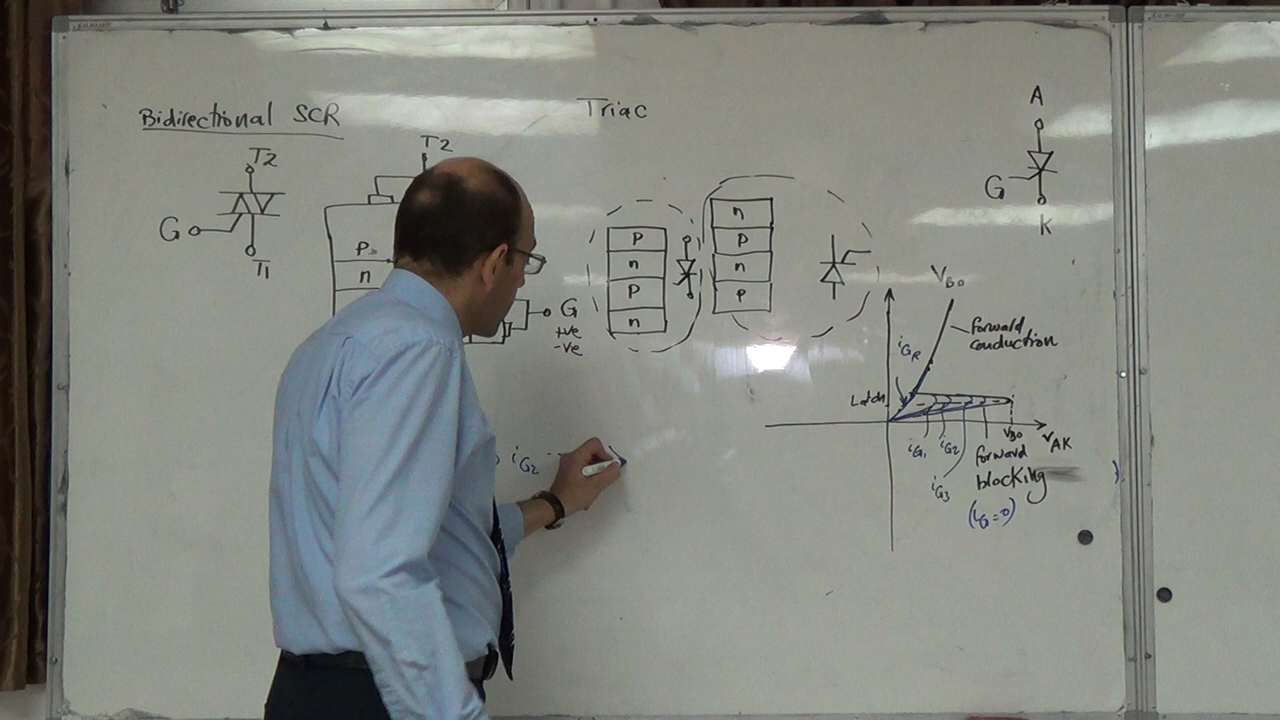 Bidirectional SCR
Triac
T2
G
T1
T2
P
n
G
+ve
-ve
P
n
P
n
n
P
n
P
A
G
K
VBO
forward
conduction
iGR
Latch
VBO
vAK
iG1
iG2
iG3
forward
blocking
(iG=0)
iG2
>